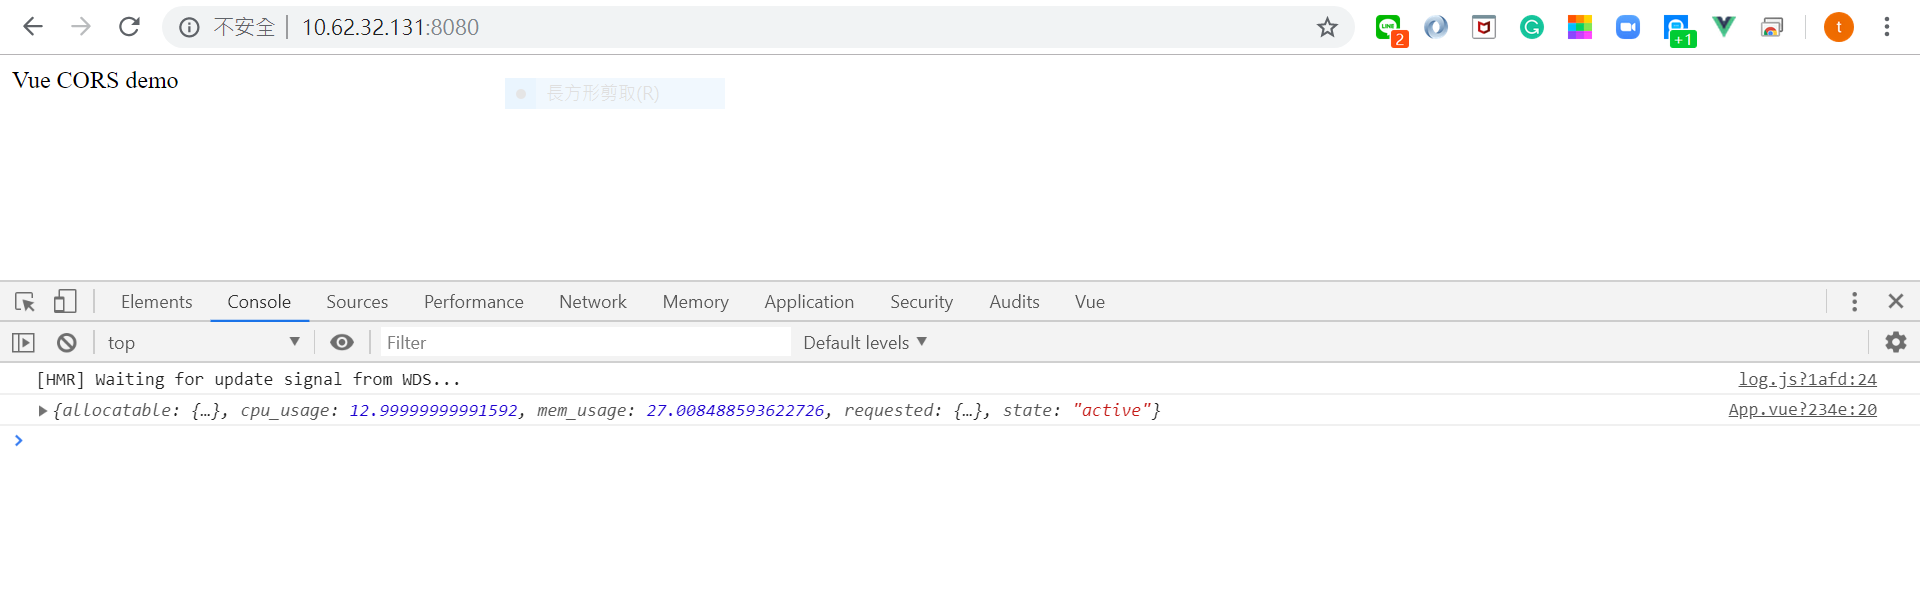 不安全 10.62.32.131:8080
2
+1
t
Vue CORS demo
長方形剪取(R)
Elements Console Sources Performance Network Memory Application Security Audits Vue
top Filter Default levels
[HMR] Waiting for update signal from WDS... log.js?1afd:24
{allocatable: {…}, cpu_usage: 12.99999999991592, mem_usage: 27.008488593622726, requested: {…}, state: "active"} App.vue?234e:20